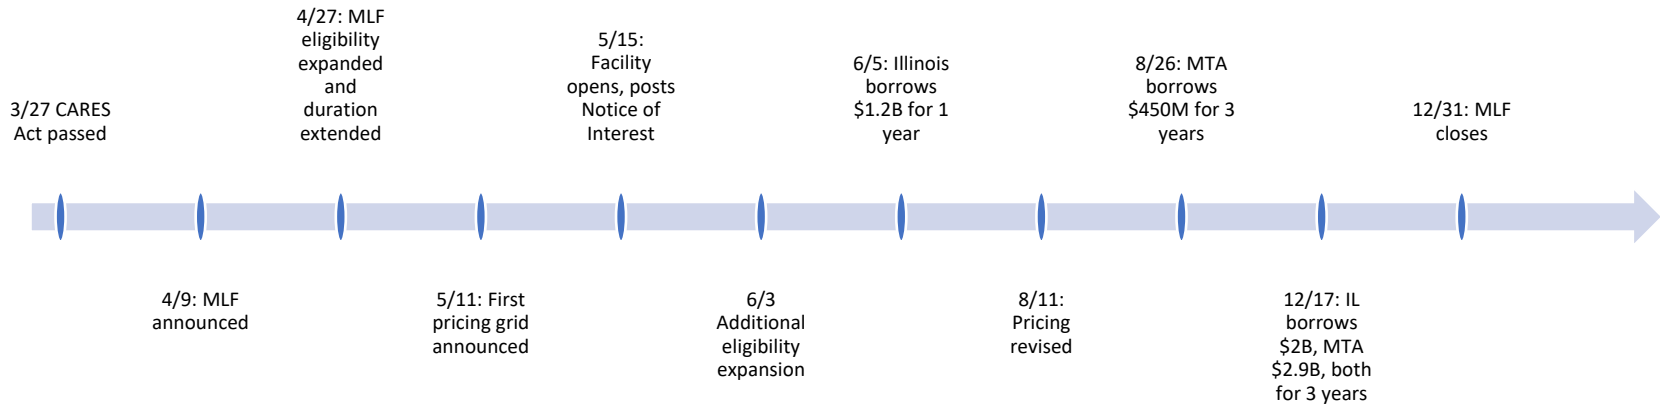 3/27 CARES
Act passed
4/9: MLF
announced
4/27: MLF
eligibility
expanded
and
duration
extended
5/11: First
pricing grid
announced
5/15:
Facility
opens, posts
Notice of
Interest
6/3
Additional
eligibility
expansion
6/5: Illinois
borrows
$1.2B for 1
year
8/11:
Pricing
revised
8/26: MTA
borrows
$450M for 3
years
12/17: IL
borrows
$2B, MTA
$2.9B, both
for 3 years
12/31: MLF
closes